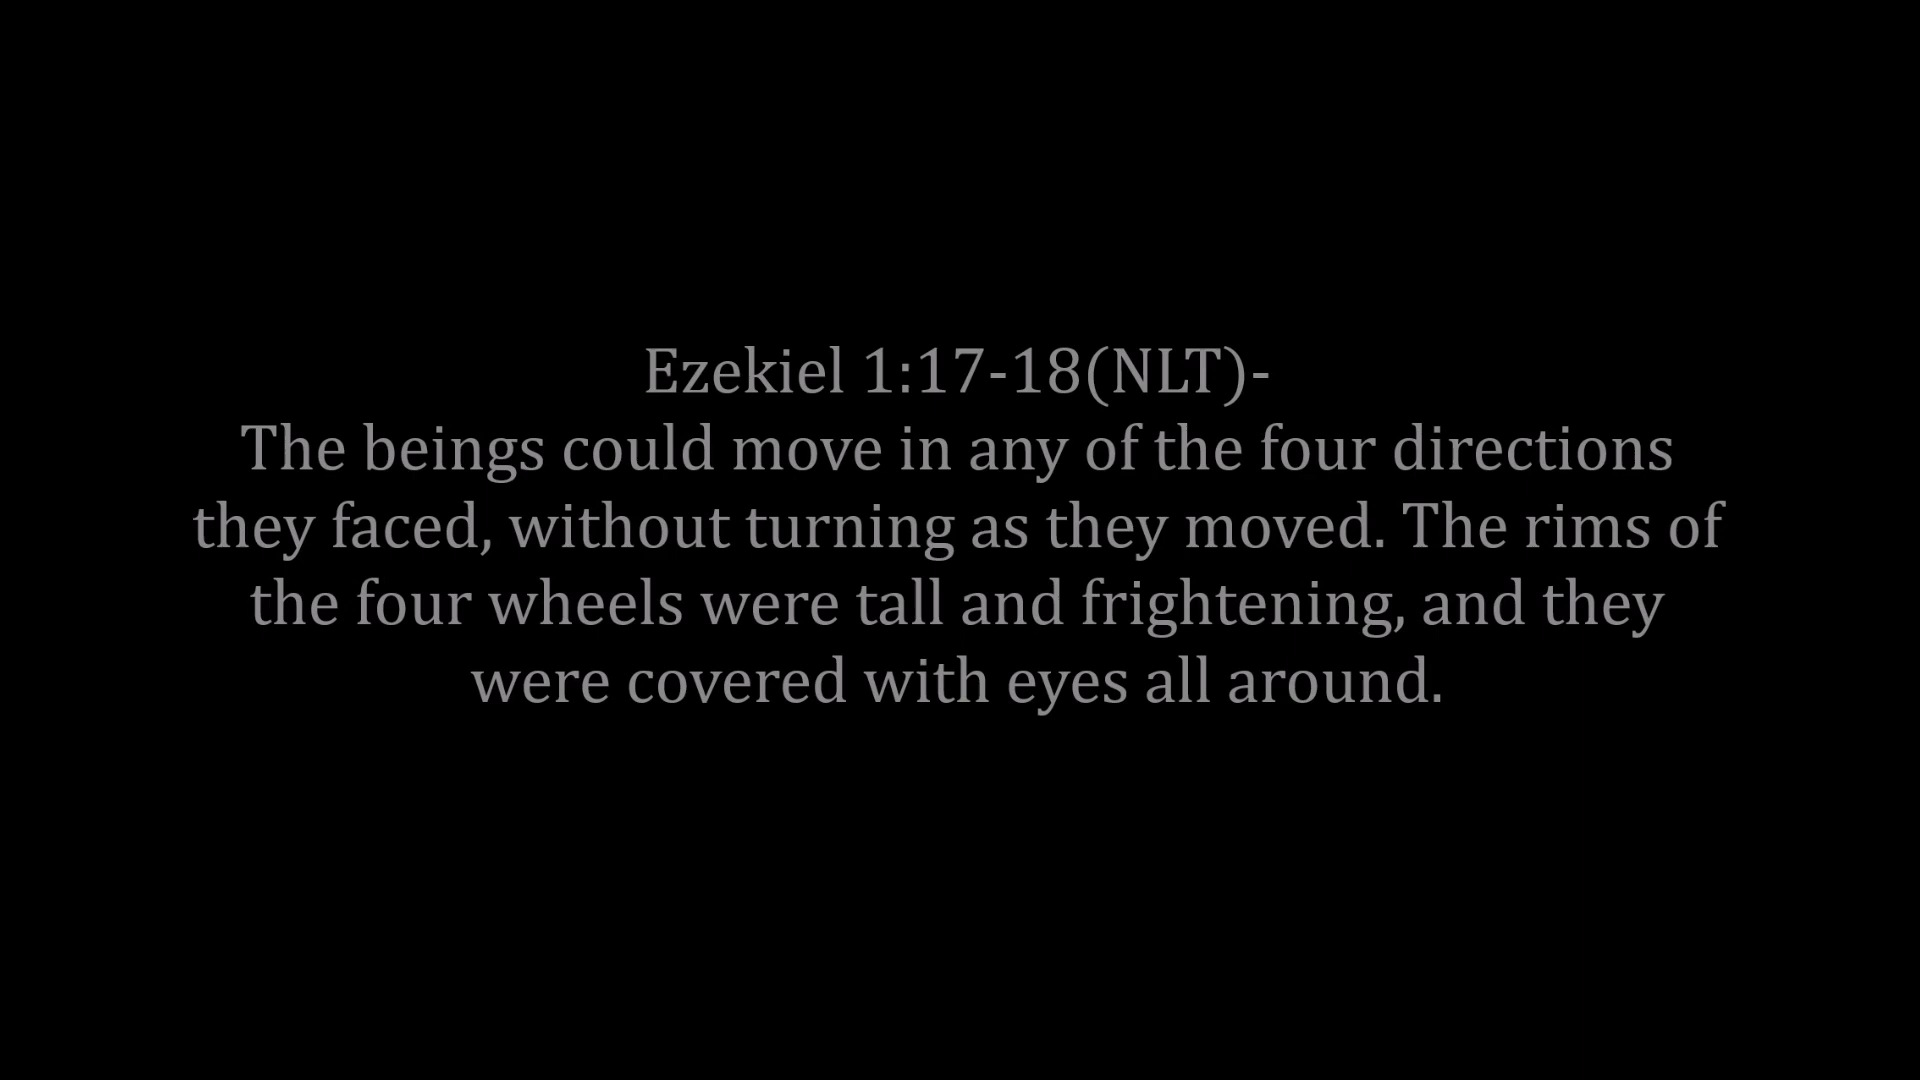 Ezekiel 1:17-18(NLT)-
The beings could move in any of the four directions
they faced, without turning as they moved. The rims of
the four wheels were tall and frightening, and they
were covered with eyes all around.